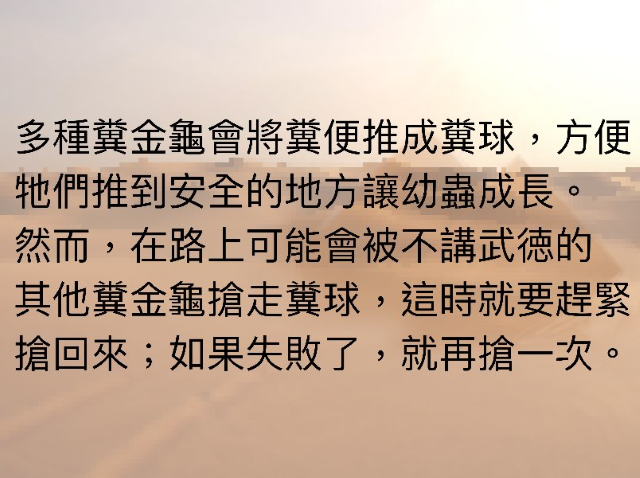 多種糞金龜會將糞便推成糞球，方便
牠們推到安全的地方讓幼蟲成長。
然而，在路上可能會被不講武徳的
其他糞金龜搶走糞球，這時就要趕緊
搶回來；如果失敗了，就再搶一次。